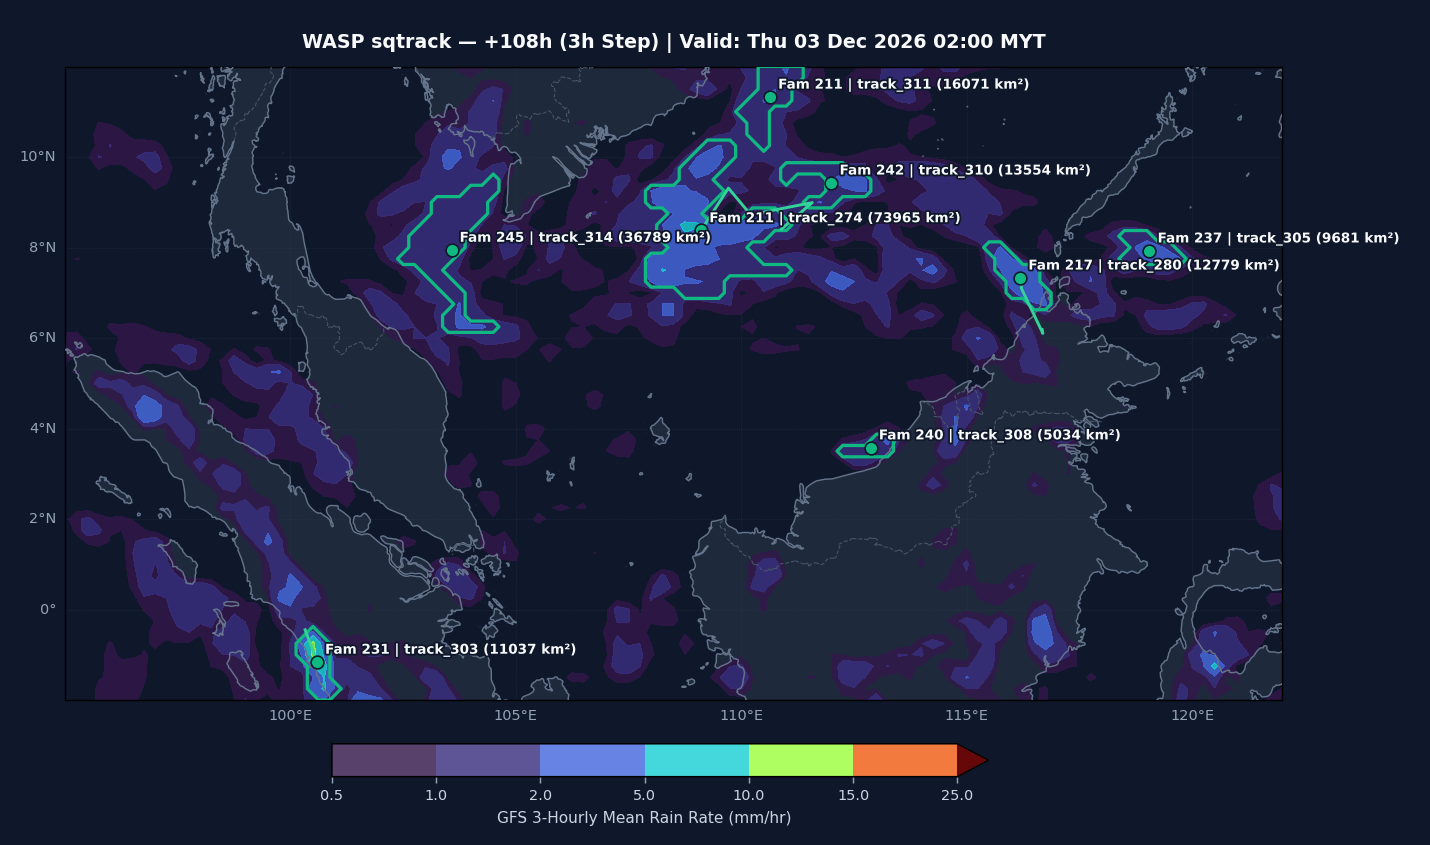 WASP sqtrack — +108h (3h Step) | Valid: Thu 03 Dec 2026 02:00 MYT
Fam 211 | track_311 (16071 km²)
10°N
Fam 242 | track_310 (13554 km²)
Fam 211 | track_274 (73965 km²)
Fam 245 | track_314 (36789 km²)
Fam 237 | track_305 (9681 km²)
8°N
Fam 217 | track_280 (12779 km²)
6°N
4°N
Fam 240 | track_308 (5034 km²)
2°N
0°
Fam 231 | track_303 (11037 km²)
100°E 105°E 110°E 115°E 120°E
0.5 1.0 2.0 5.0 10.0 15.0 25.0
GFS 3-Hourly Mean Rain Rate (mm/hr)